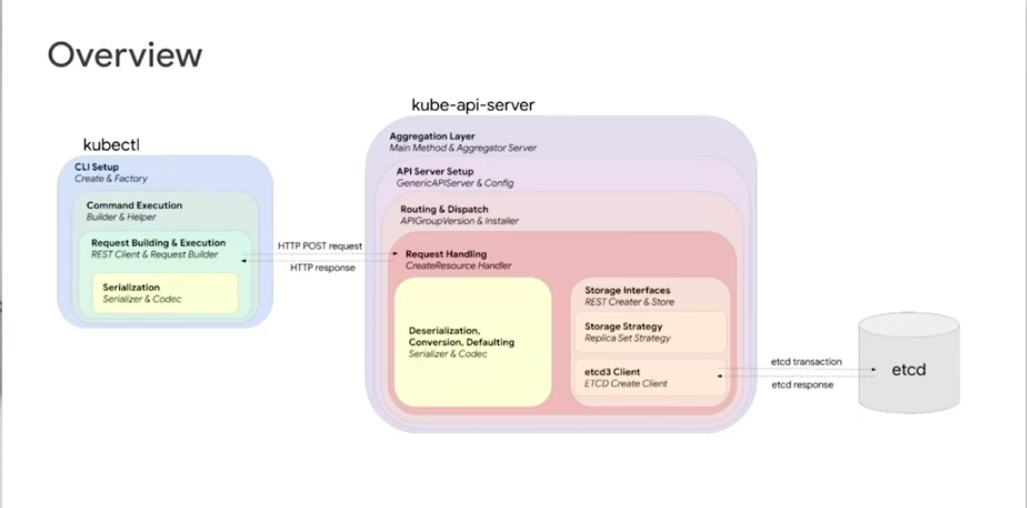 Overview
kubectl
CLI Setup
Create & Factory
Command Execution
Builder & Helper
Request Building & Execution
REST Client & Request Builder
Serialization
Serializer & Codec
HTTP POST request
HTTP response
kube-api-server
Aggregation Layer
Main Method & Aggregator Server
API Server Setup
GenericAPIServer & Config
Routing & Dispatch
APIGroupVersion & Installer
Request Handling
CreateResource Handler
Deserialization,
Conversion, Defaulting
Serializer & Codec
Storage Interfaces
REST Creater & Store
Storage Strategy
Replica Set Strategy
etcd3 Client
ETCD Create Client
etcd transaction
etcd response
etcd